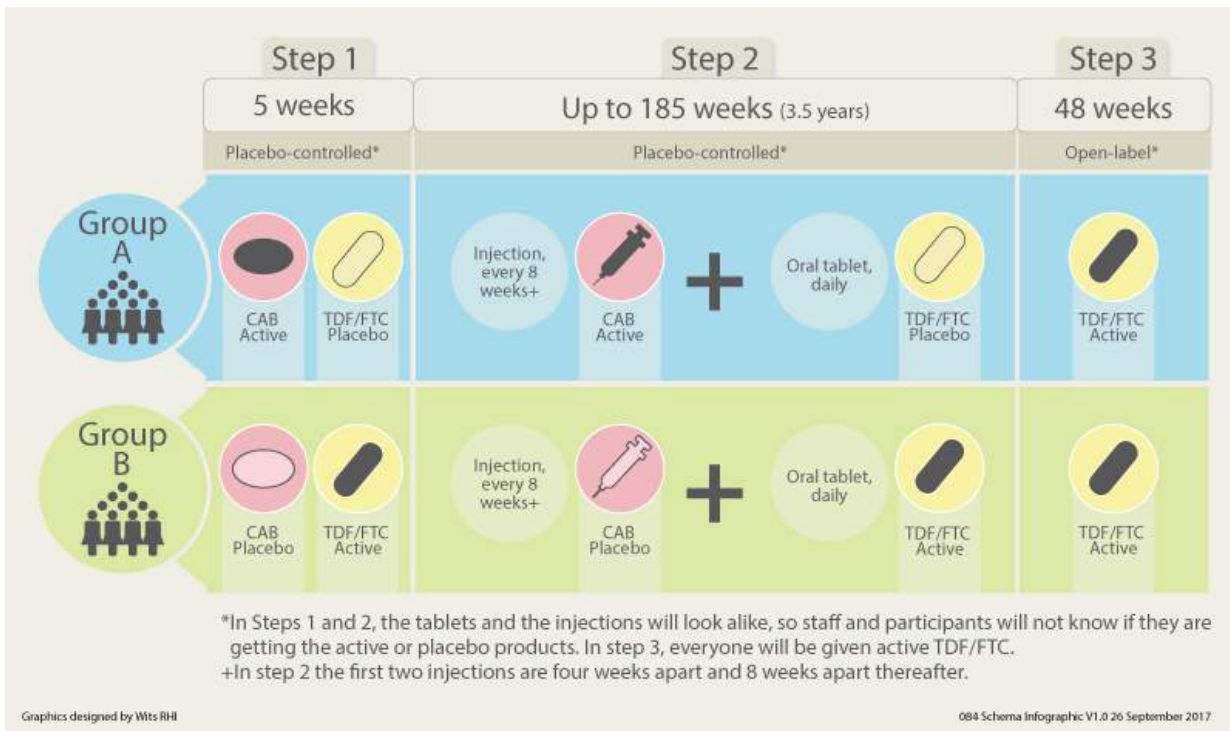 Step 1
Step 2
Step 3
5 weeks
Up to 185 weeks (3.5 years)
48 weeks
Placebo-controlled*
Placebo-controlled*
Open-label*
Group
A
CAB
Active
TDF/FTC
Placebo
Injection,
every 8
weeks+
CAB
Active
+
Oral tablet,
daily
TDF/FTC
Placebo
TDF/FTC
Active
Group
B
CAB
Placebo
TDF/FTC
Active
Injection,
every 8
weeks+
CAB
Placebo
+
Oral tablet,
daily
TDF/FTC
Active
TDF/FTC
Active
*In Steps 1 and 2, the tablets and the injections will look alike, so staff and participants will not know if they are
getting the active or placebo products. In step 3, everyone will be given active TDF/FTC.
+In step 2 the first two injections are four weeks apart and 8 weeks apart thereafter.
Graphics designed by Wits RHI
084 Schema Infographic V1.0 26 September 2017